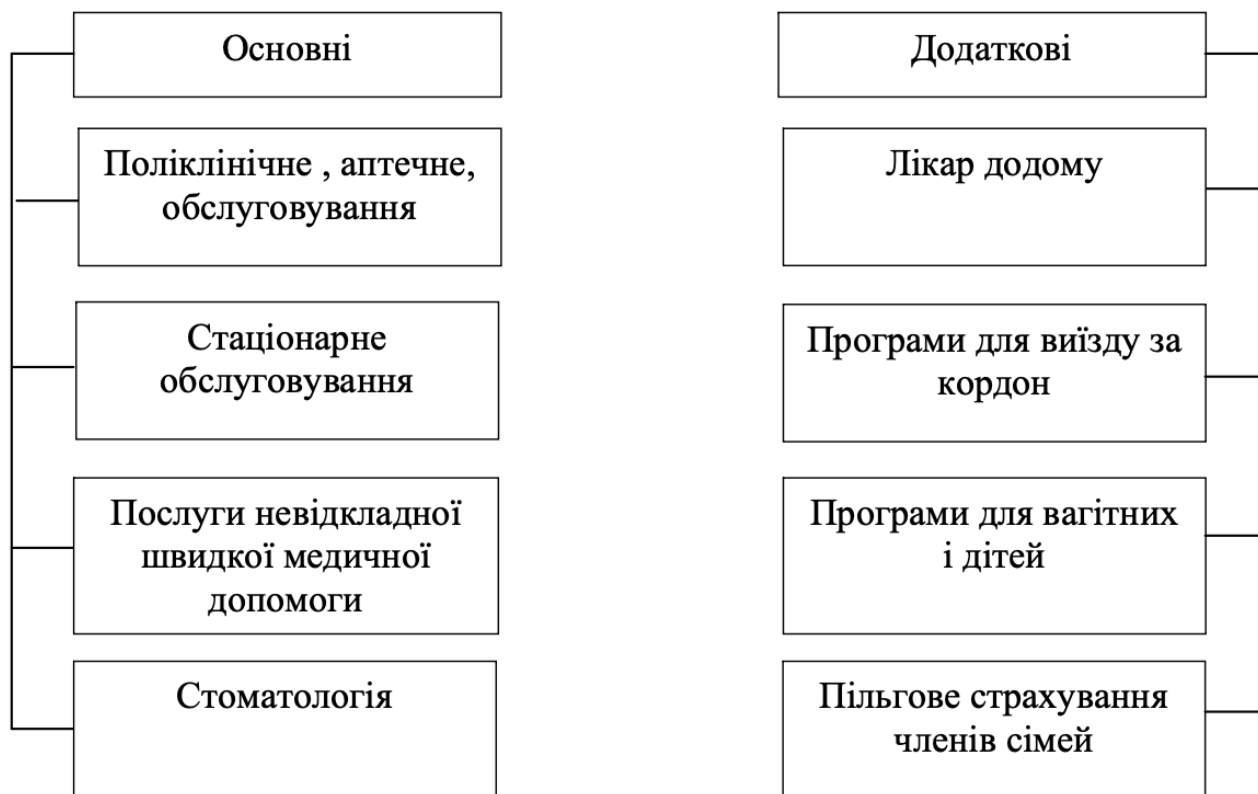 Основні
Поліклінічне , аптечне,
обслуговування
Стаціонарне
обслуговування
Послуги невідкладної
швидкої медичної
допомоги
Стоматологія
Додаткові
Лікар додому
Програми для виїзду за
кордон
Програми для вагітних
і дітей
Пільгове страхування
членів сімей